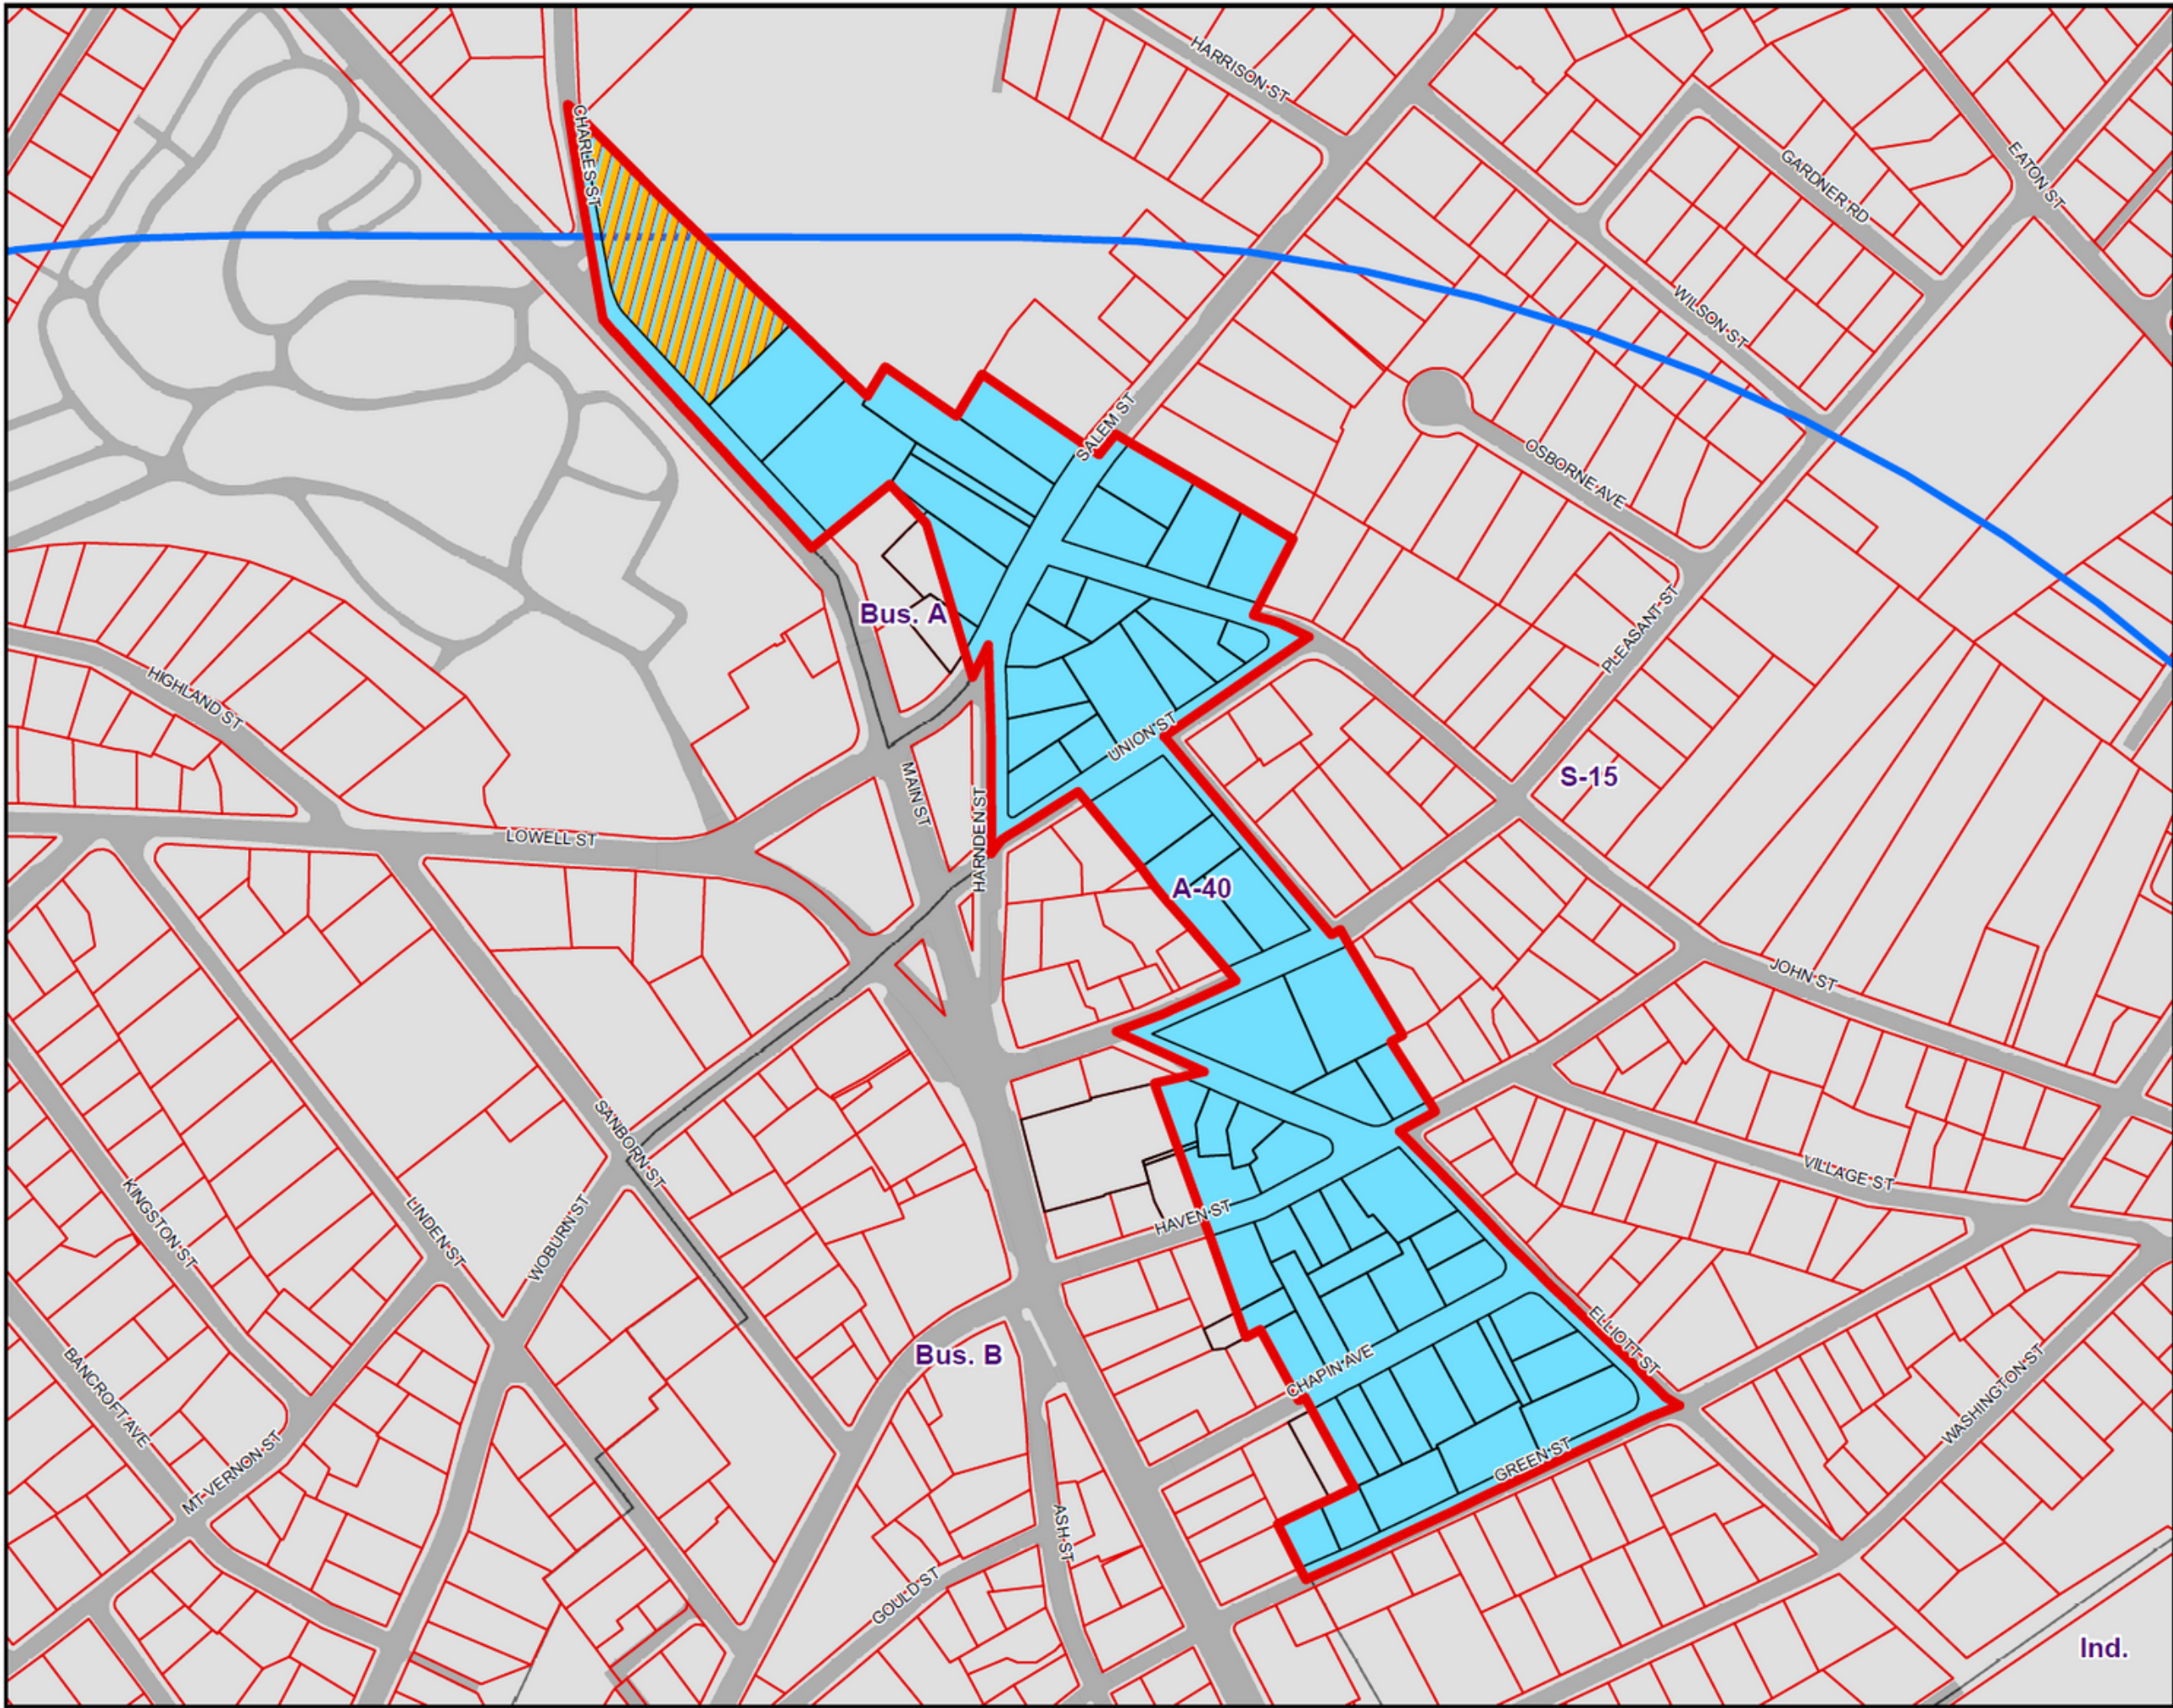 HARRISON ST
CHARLES ST
EATON ST
GARDNER RD
WILSON ST
SALEM ST
OSBORNE AVE
Bus. A
PLEASANT ST
HIGHLAND ST
UNION ST
S-15
MAIN ST
HARNDEN ST
LOWELL ST
A-40
JOHN ST
SANBORN ST
VILLAGE ST
KINGSTON ST
LINDEN ST
WOBURN ST
HAVEN ST
ELLIOTT ST
Bus. B
CHAPIN AVE
BANCROFT AVE
WASHINGTON ST
MT VERNON ST
GREEN ST
ASH ST
GOULD ST
Ind.